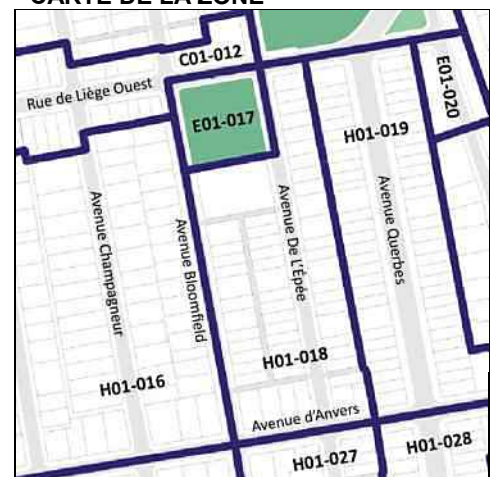 CARTE DE LA ZONE
C01-012
Rue de Liège Ouest
E01-017
E01-020
H01-019
Avenue Champagneur
Avenue Bloomfield
Avenue De L'Épée
Avenue Querbes
H01-018
H01-016
Avenue d'Anvers
H01-027
H01-028